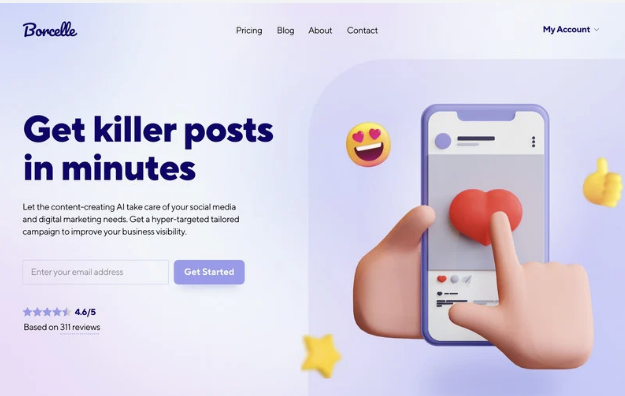 Borcelle
Pricing Blog About Contact
My Account
Get killer posts
in minutes
Let the content-creating AI take care of your social media
and digital marketing needs. Get a hyper-targeted tailored
campaign to improve your business visibility.
Enter your email address
Get Started
4.6/5
Based on 311 reviews